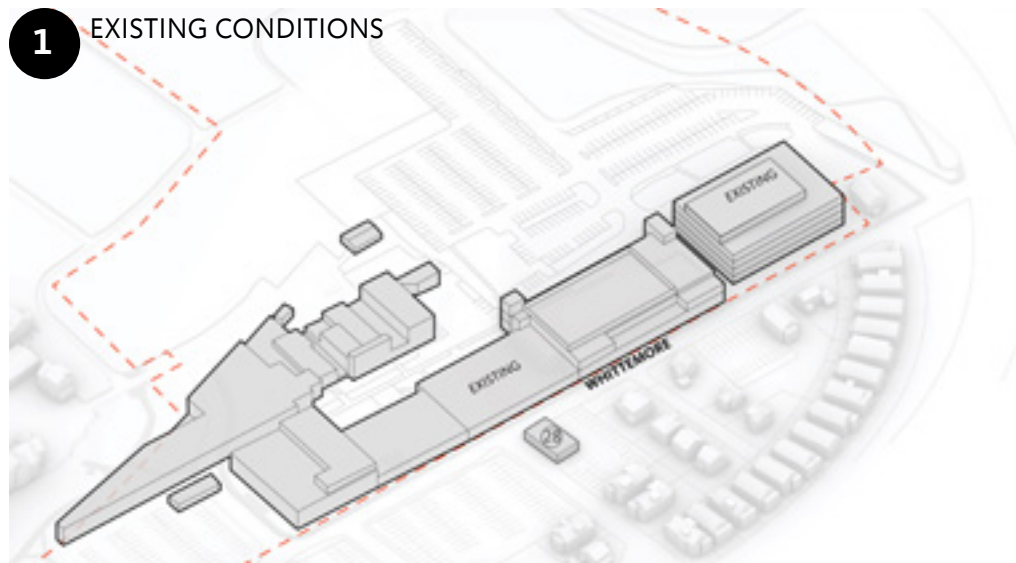 1
EXISTING CONDITIONS
EXISTING
EXISTING
WHITTEMORE
28